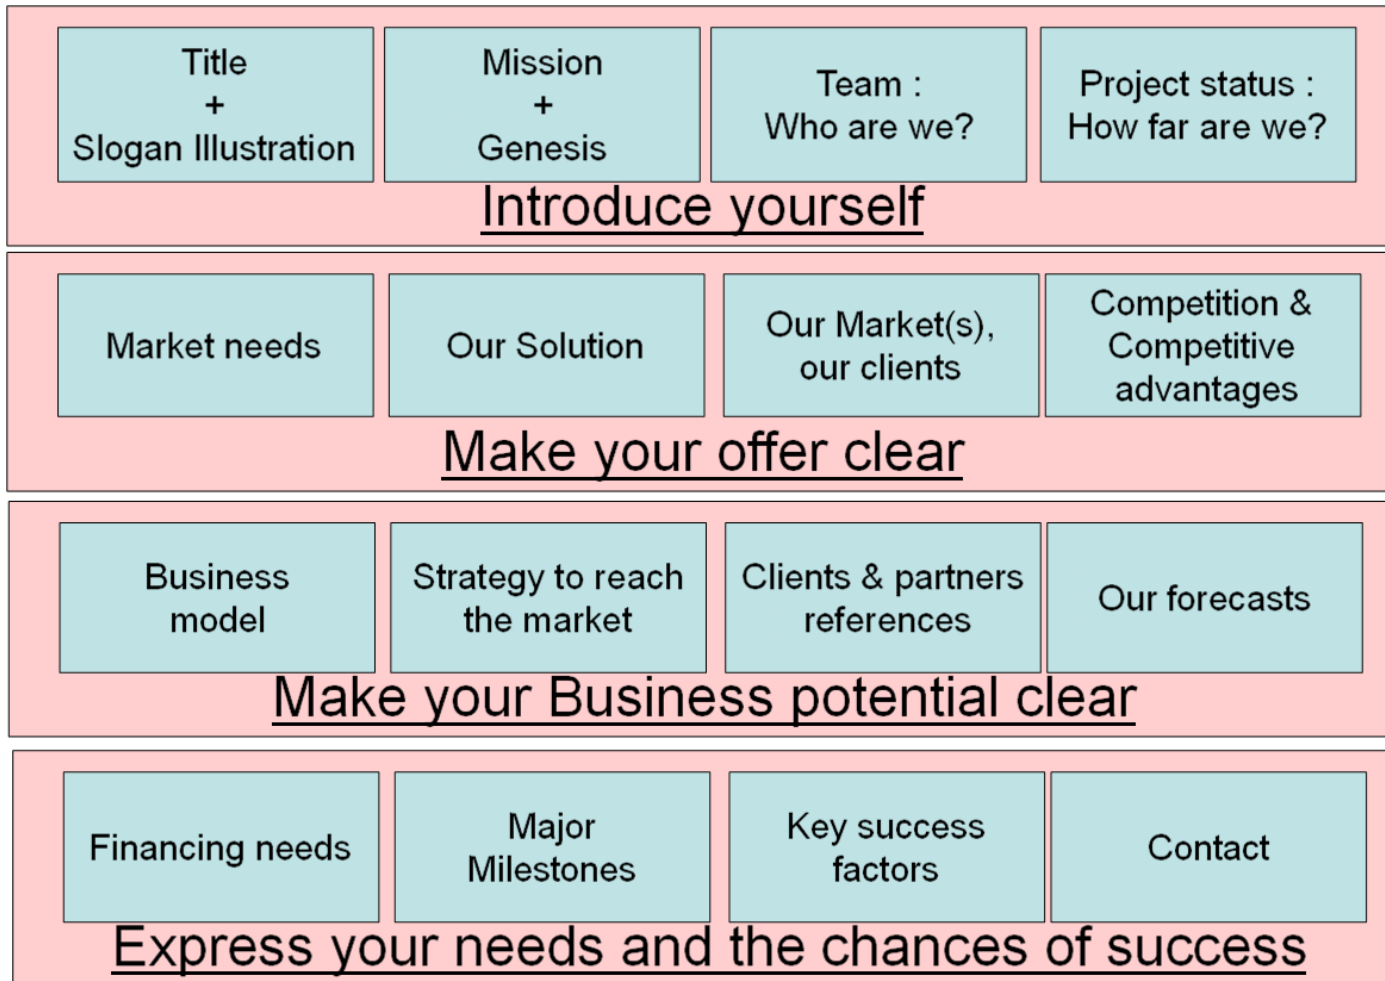 Title
+
Slogan Illustration
Mission
+
Genesis
Team :
Who are we?
Project status :
How far are we?
Introduce yourself
Market needs
Our Solution
Our Market(s),
our clients
Competition &
Competitive
advantages
Make your offer clear
Business
model
Strategy to reach
the market
Clients & partners
references
Our forecasts
Make your Business potential clear
Financing needs
Major
Milestones
Key success
factors
Contact
Express your needs and the chances of success